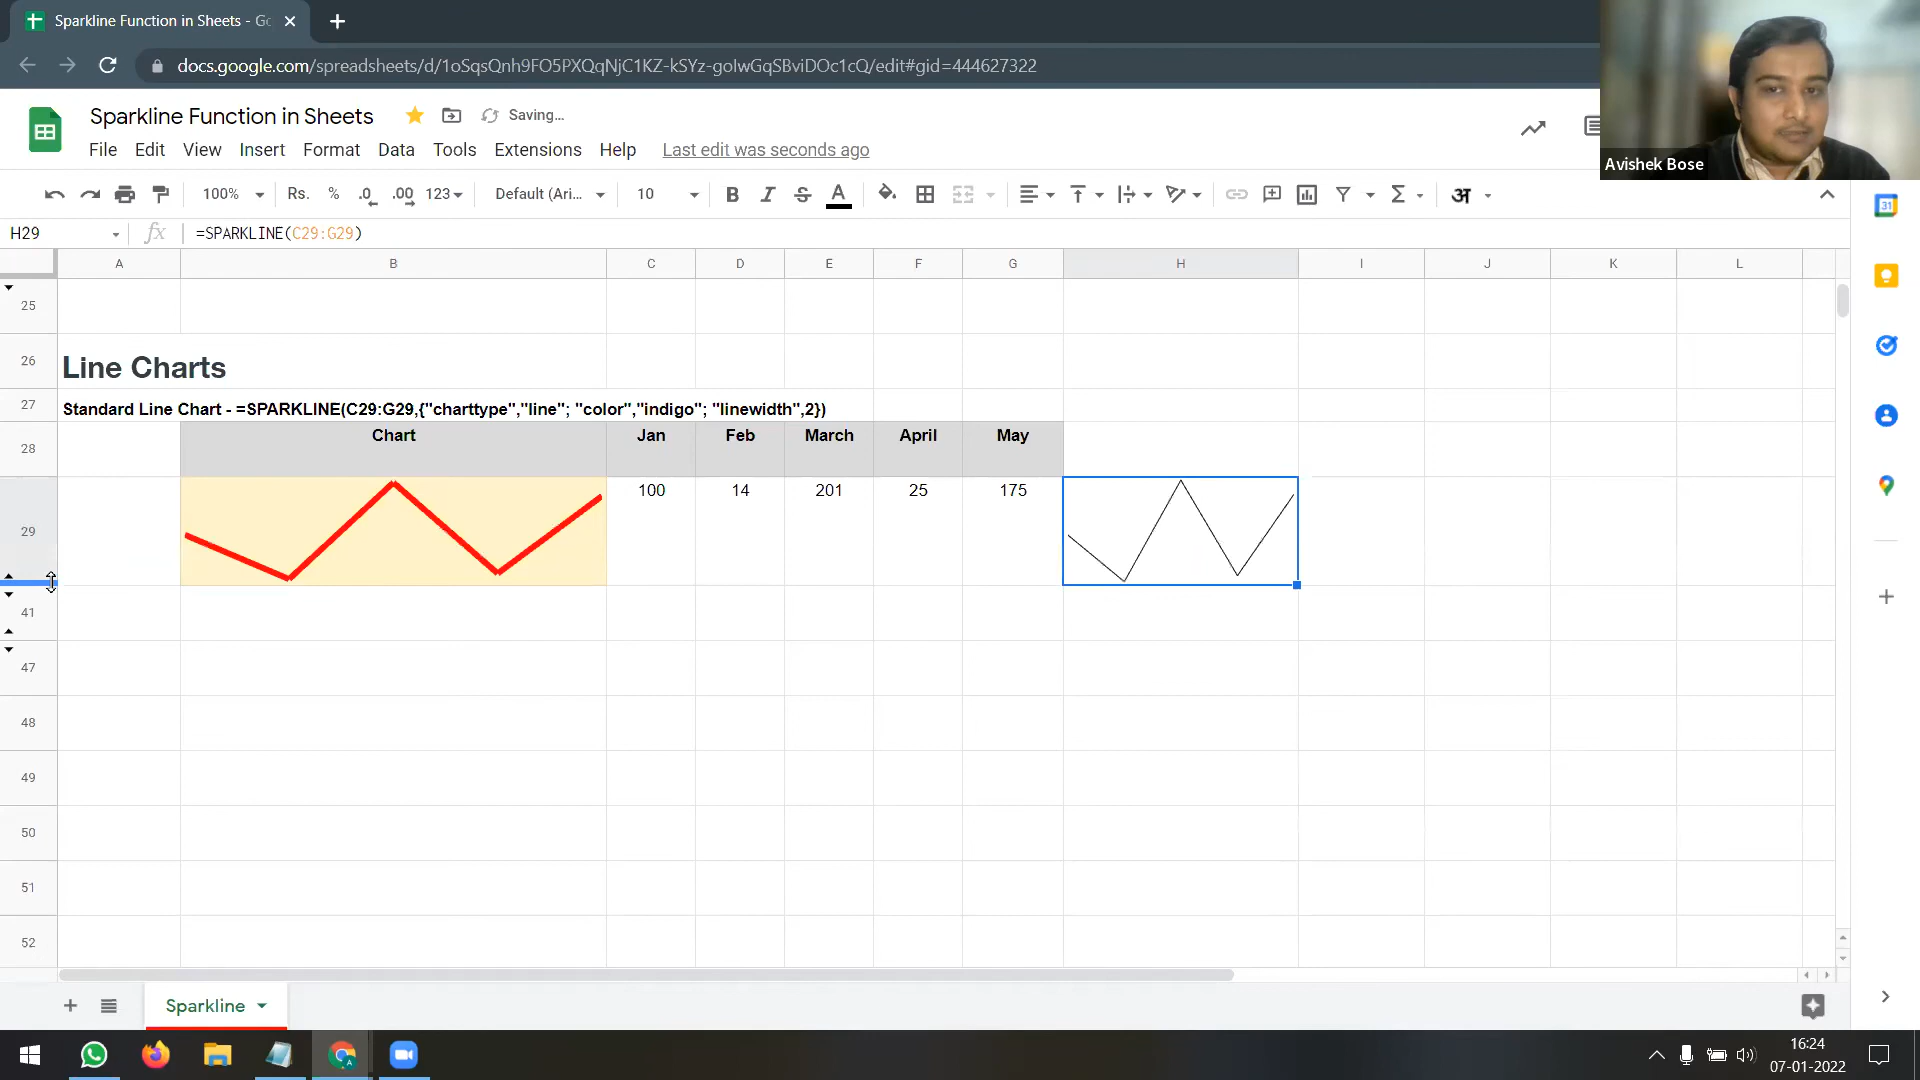 Sparkline Function in Sheets - Go
docs.google.com/spreadsheets/d/1oSqsQnh9FO5PXQqNjC1KZ-kSYz-goIwGqSBviDOc1cQ/edit#gid=444627322
Sparkline Function in Sheets
Saving…
File Edit View Insert Format Data Tools Extensions Help
Last edit was seconds ago
Avishek Bose
100% Rs. % .0 .00 123 Default (Ari... 10 B I S A Σ अ
31
H29 fx =SPARKLINE(C29:G29)
A B C D E F G H I J K L
25
26 Line Charts
27 Standard Line Chart - =SPARKLINE(C29:G29,{"charttype","line"; "color","indigo"; "linewidth",2})
28 Chart Jan Feb March April May
29 100 14 201 25 175
41
47
48
49
50
51
52
Sparkline
16:24
07-01-2022